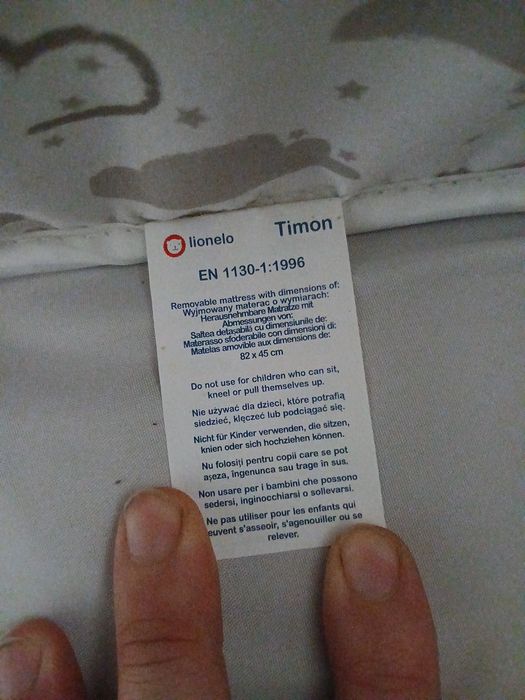 lionelo
Timon
EN 1130-1:1996
Removable mattress with dimensions of:
Wyjmowany materac o wymiarach:
Herausnehmbare Matratze mit
Abmessungen von:
Saltea detașabilă cu dimensiunile de:
Materasso sfoderabile con dimensioni di:
Matelas amovible aux dimensions de:
82 x 45 cm
Do not use for children who can sit,
kneel or pull themselves up.
Nie używać dla dzieci, które potrafią
siedzieć, klęczeć lub podciągać się.
Nicht für Kinder verwenden, die sitzen,
knien oder sich hochziehen können.
Nu folosiți pentru copii care se pot
așeza, îngenunca sau trage in sus.
Non usare per i bambini che possono
sedersi, inginocchiarsi o sollevarsi.
Ne pas utiliser pour les enfants qui
euvent s'asseoir, s'agenouiller ou se
relever.